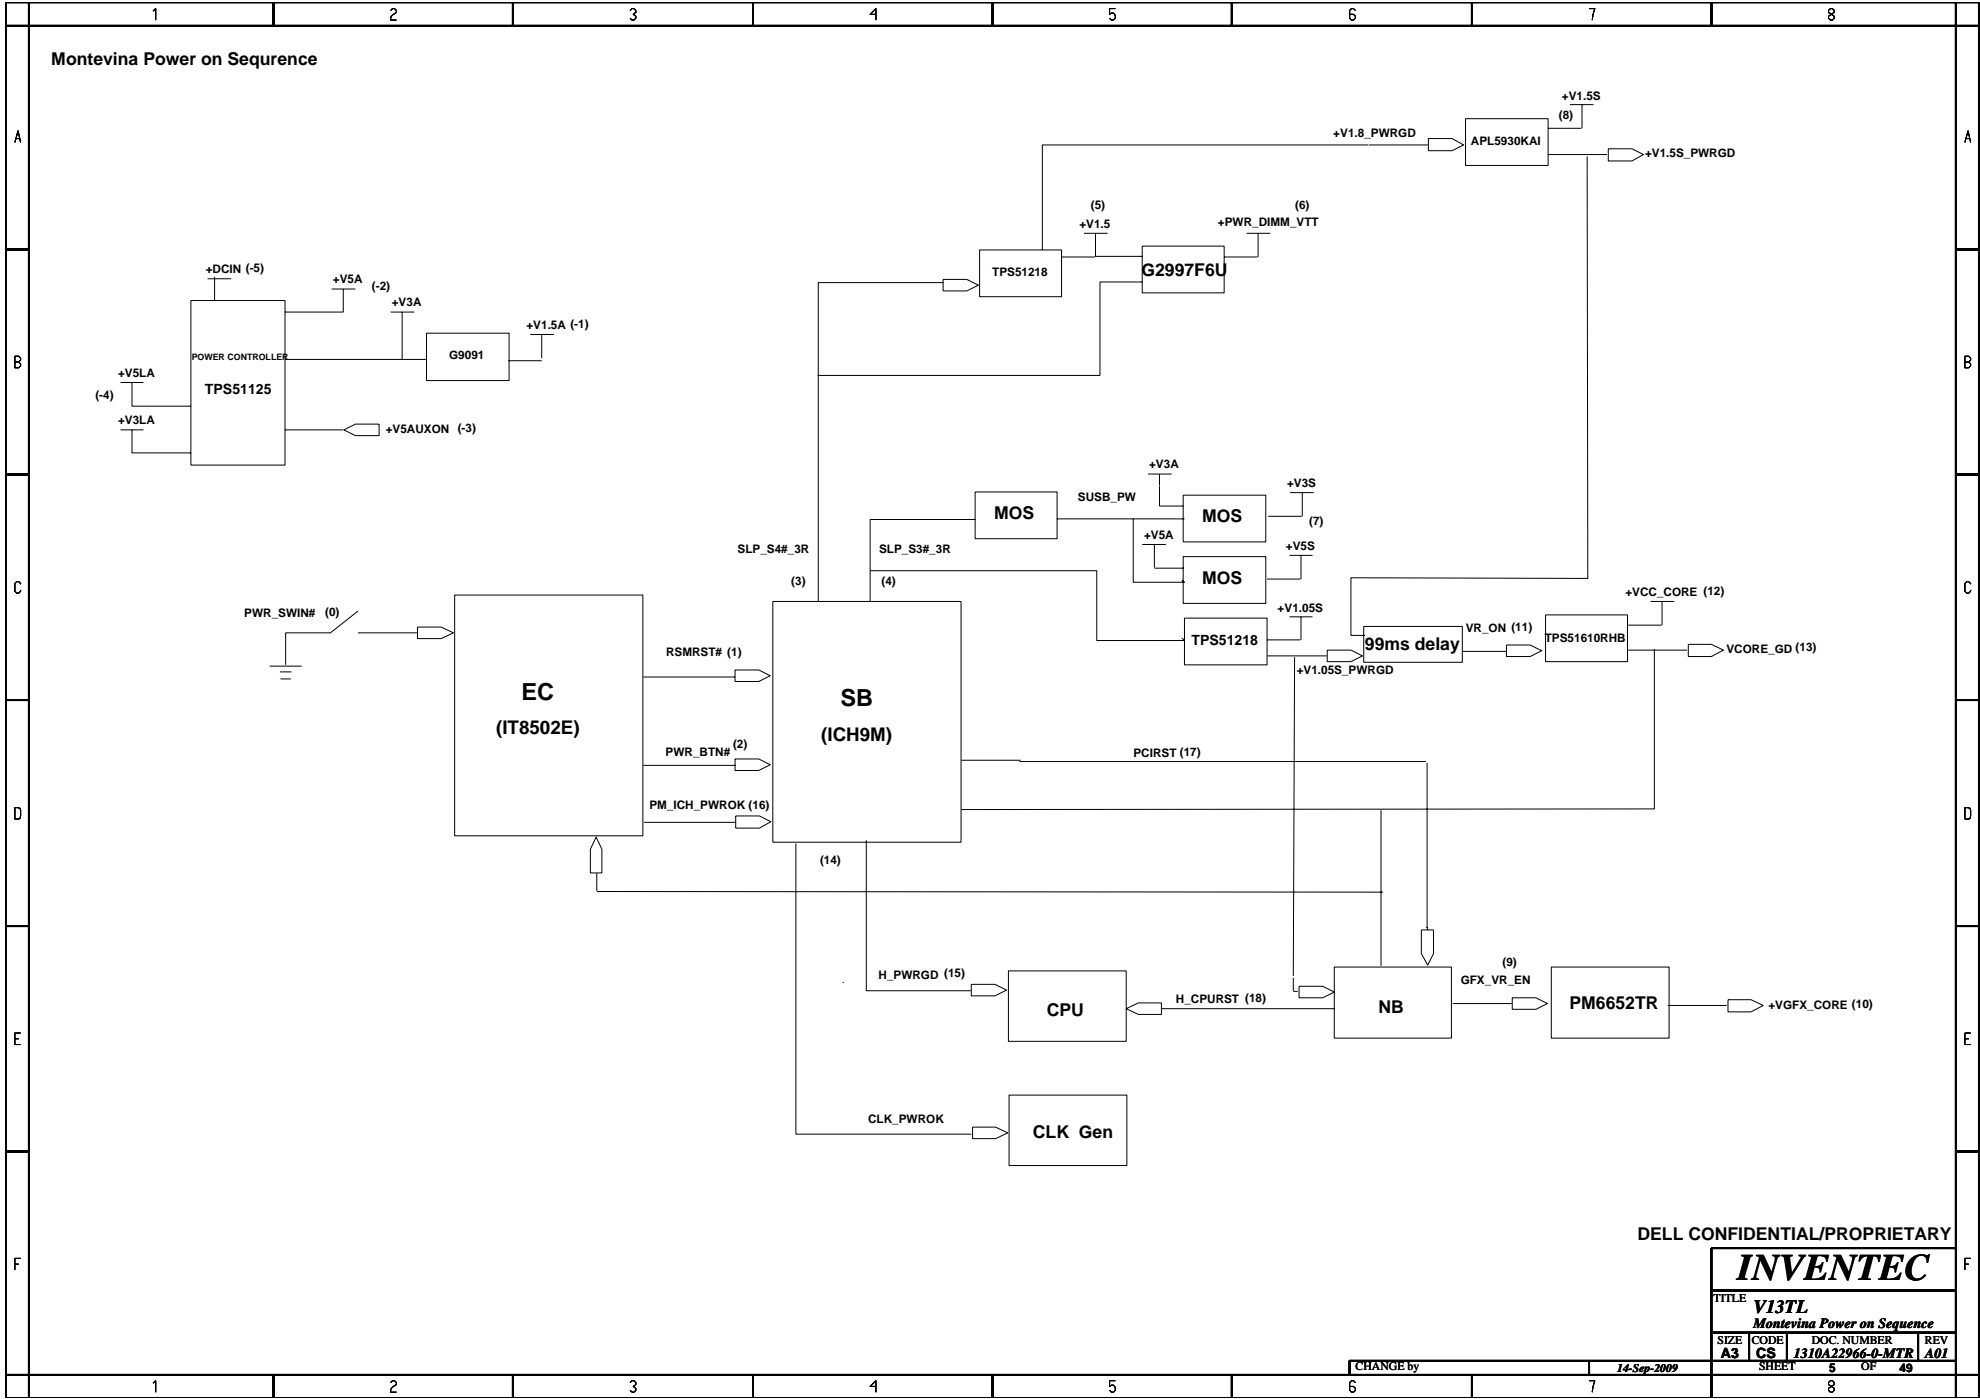 1 2 3 4 5 6 7 8
Montevina Power on Sequrence
A A
+V1.5S
(8)
+V1.8_PWRGD
APL5930KAI
+V1.5S_PWRGD
(5)
+V1.5
(6)
+PWR_DIMM_VTT
TPS51218
G2997F6U
+DCIN (-5)
+V5A
(-2)
+V3A
+V1.5A (-1)
POWER CONTROLLER
TPS51125
G9091
B B
+V5LA
(-4)
+V3LA
+V5AUXON (-3)
+V3A
SUSB_PW
+V3S
MOS
MOS
(7)
+V5A
+V5S
MOS
SLP_S4#_3R
(3)
SLP_S3#_3R
(4)
C C
+V1.05S
TPS51218
+V1.05S_PWRGD
99ms delay
VR_ON (11)
+VCC_CORE (12)
TPS51610RHB
VCORE_GD (13)
PWR_SWIN# (0)
EC
(IT8502E)
RSMRST# (1)
PWR_BTN# (2)
PM_ICH_PWROK (16)
SB
(ICH9M)
PCIRST (17)
D D
(14)
H_PWRGD (15)
CPU
H_CPURST (18)
NB
(9)
GFX_VR_EN
PM6652TR
+VGFX_CORE (10)
E E
CLK_PWROK
CLK Gen
DELL CONFIDENTIAL/PROPRIETARY
F F
INVENTEC
TITLE
V13TL
Montevina Power on Sequence
SIZE CODE DOC. NUMBER REV
A3 CS 1310A22966-0-MTR A01
CHANGE by 14-Sep-2009 SHEET 5 OF 49
1 2 3 4 5 6 7 8